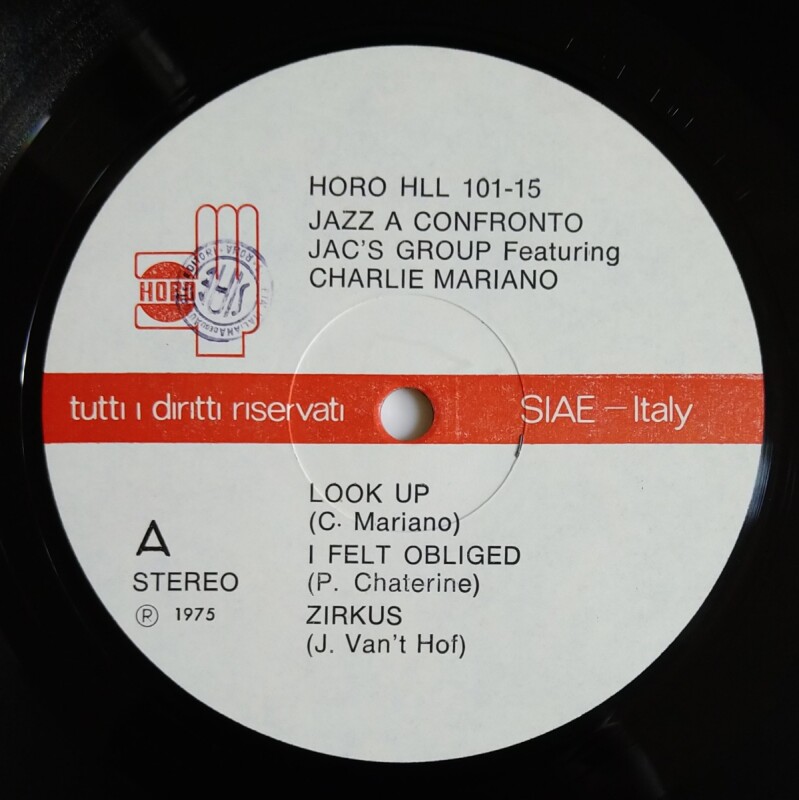 HORO HLL 101-15
JAZZ A CONFRONTO
JAC'S GROUP Featuring
CHARLIE MARIANO
HORO
tutti i diritti riservati
SIAE – Italy
LOOK UP
(C. Mariano)
I FELT OBLIGED
(P. Chaterine)
ZIRKUS
(J. Van't Hof)
A
STEREO
Ⓟ 1975